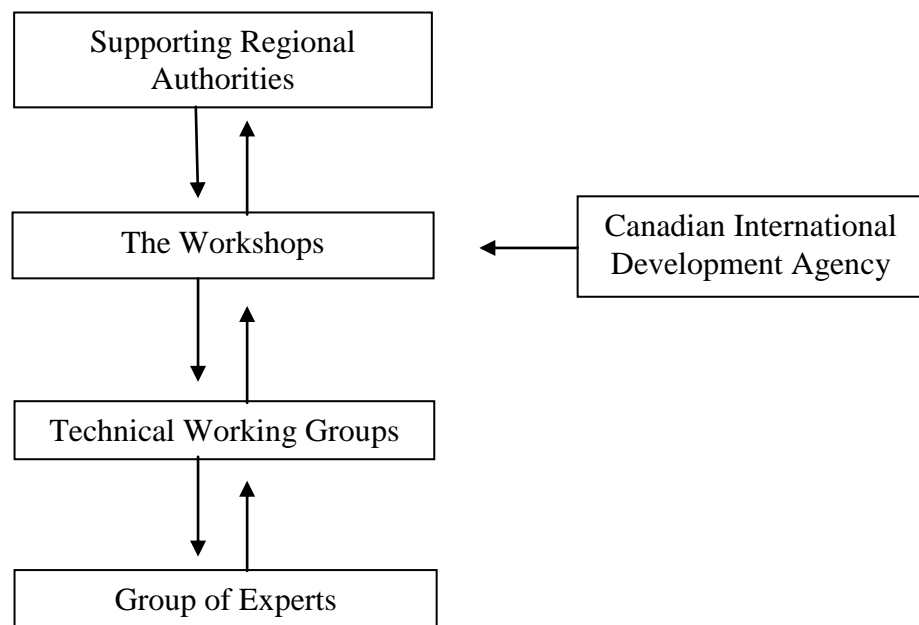 Supporting Regional
Authorities
The Workshops
Canadian International
Development Agency
Technical Working Groups
Group of Experts